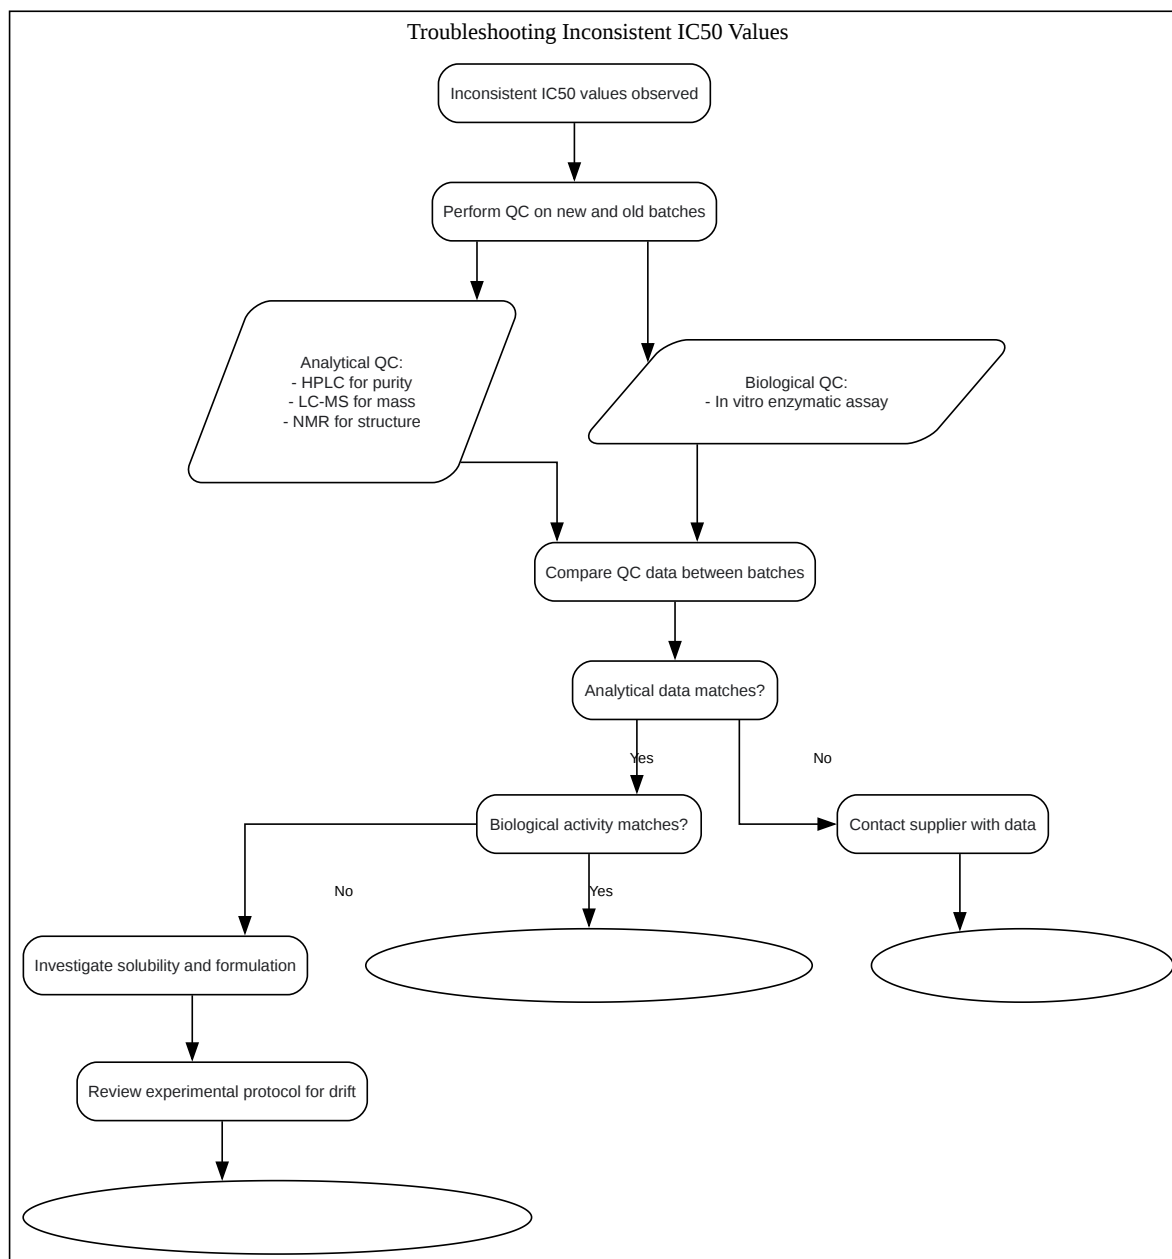 Troubleshooting Inconsistent IC50 Values
Inconsistent IC50 values observed
Perform QC on new and old batches
Analytical QC:
- HPLC for purity
- LC-MS for mass
- NMR for structure
Biological QC:
- In vitro enzymatic assay
Compare QC data between batches
Analytical data matches?
Yes
No
Biological activity matches?
Contact supplier with data
No
Yes
Investigate solubility and formulation
Review experimental protocol for drift